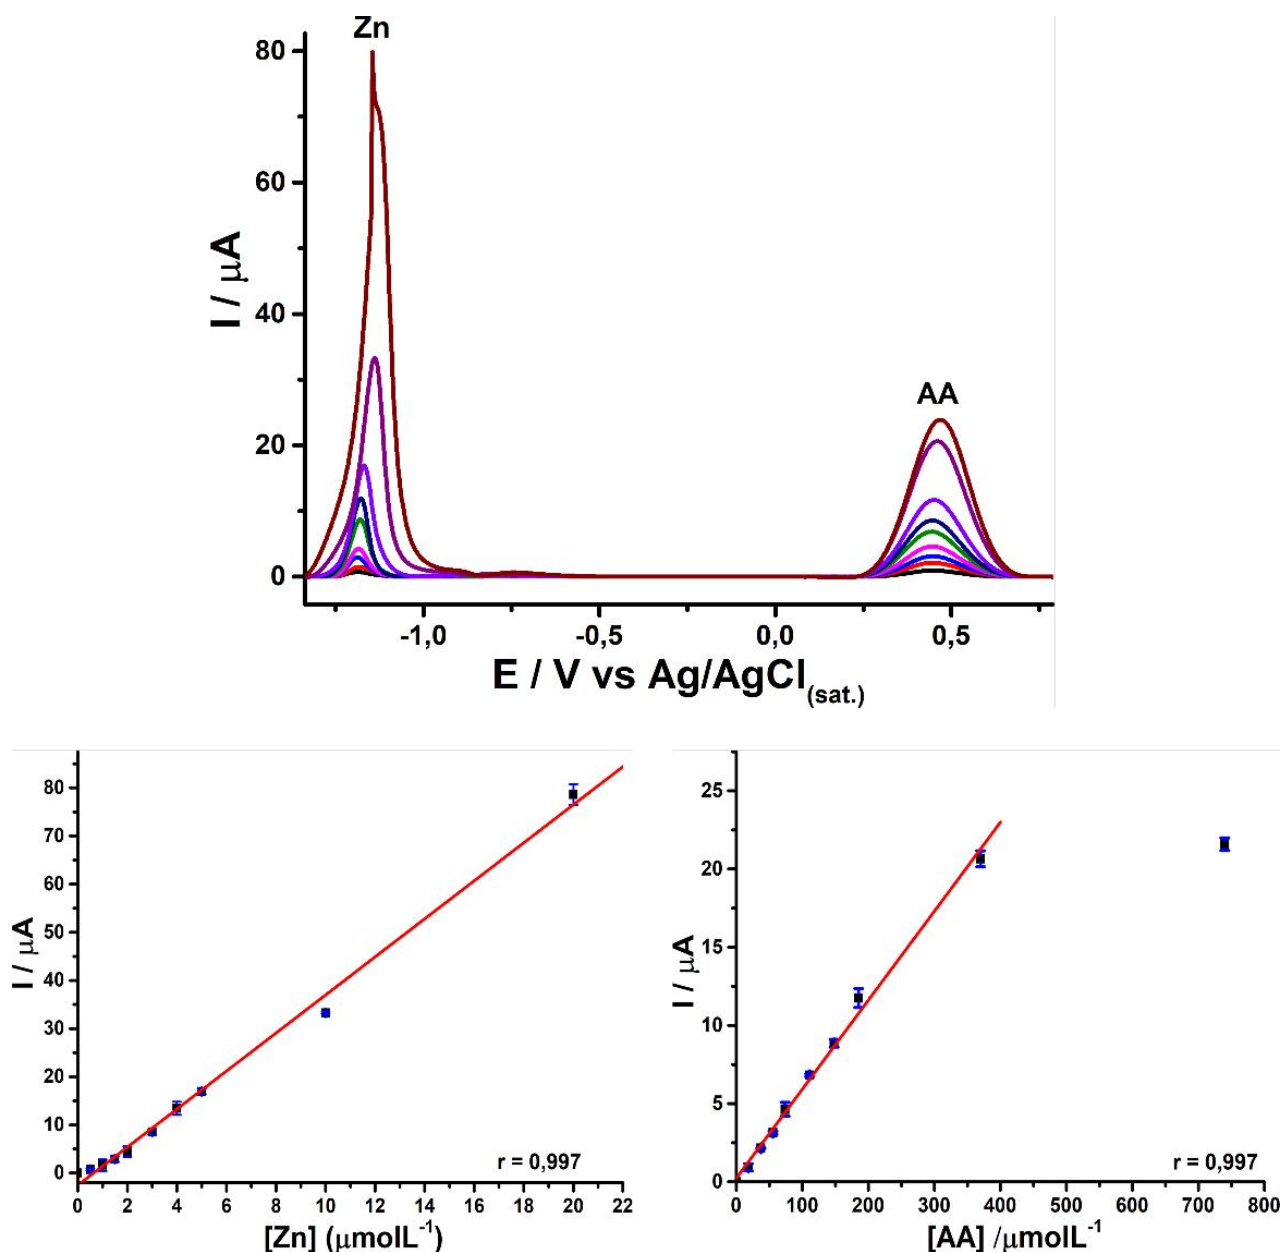 Zn
80
60
40
20
0
I / μA
AA
-1,0 -0,5 0,0 0,5
E / V vs Ag/AgCl(sat.)
80
70
60
50
40
30
20
10
0
I / μA
r = 0,997
0 2 4 6 8 10 12 14 16 18 20 22
[Zn] (μmolL⁻¹)
25
20
15
10
5
0
I / μA
r = 0,997
0 100 200 300 400 500 600 700 800
[AA] /μmolL⁻¹